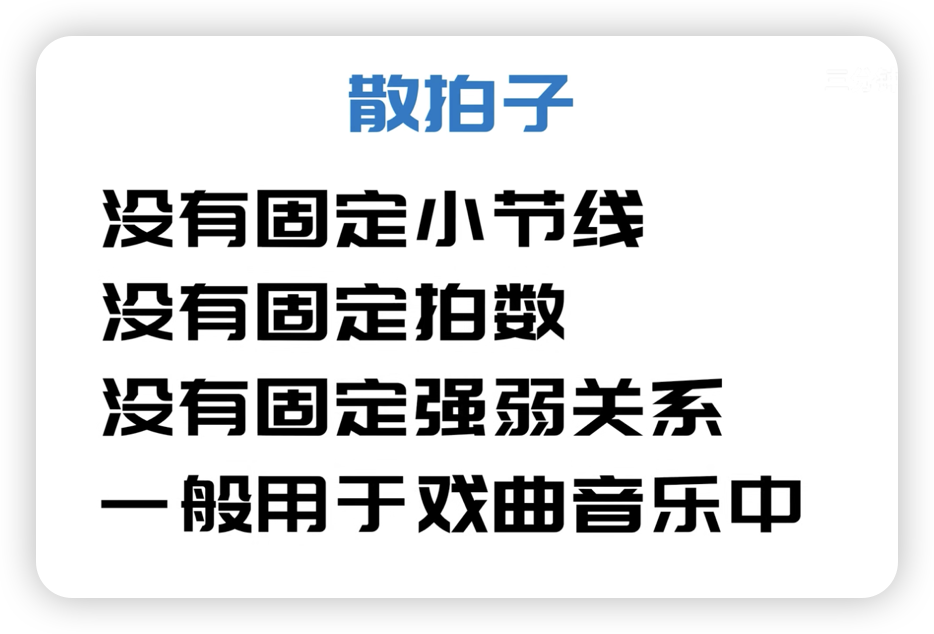 散拍子
没有固定小节线
没有固定拍数
没有固定强弱关系
一般用于戏曲音乐中